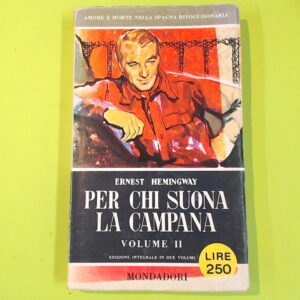 AMORE E MORTE NELLA SPAGNA RIVOLUZIONARIA
ERNEST HEMINGWAY
PER CHI SUONA
LA CAMPANA
VOLUME II
EDIZIONE INTEGRALE IN DUE VOLUMI
LIRE
250
MONDADORI